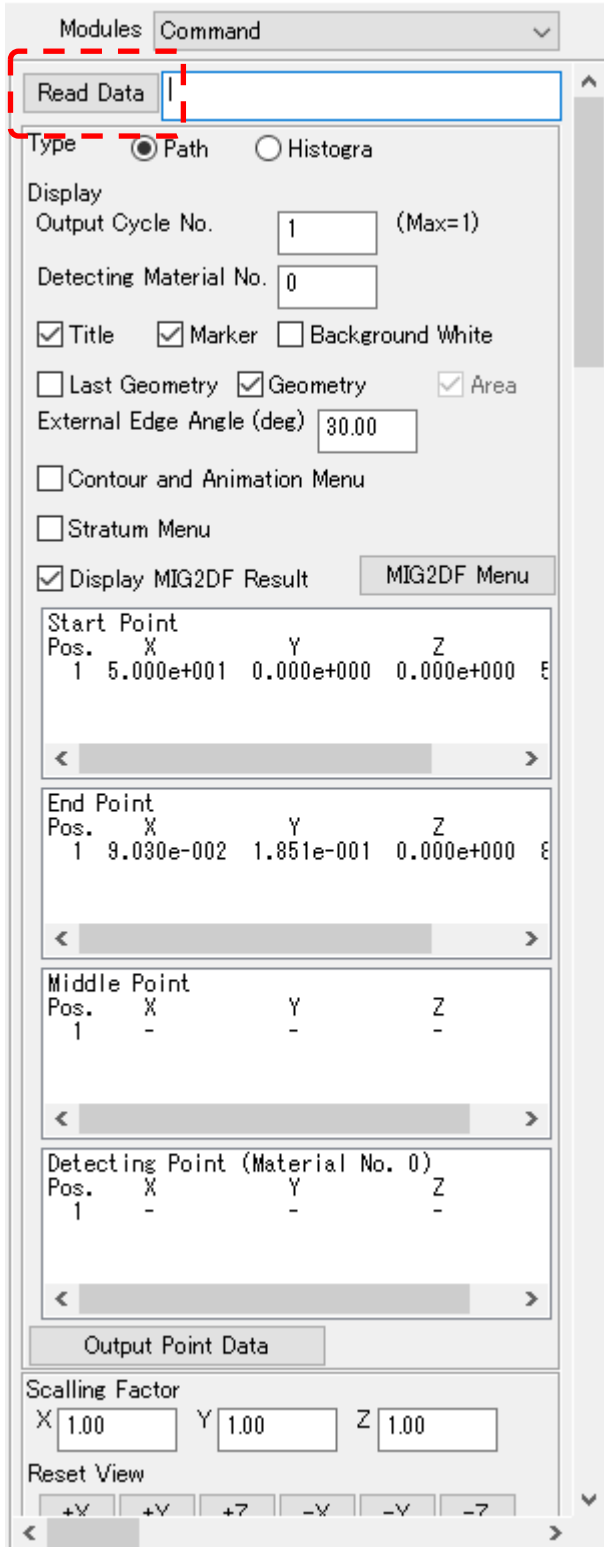 Modules Command
Read Data
Type Path Histogra
Display
Output Cycle No. 1 (Max=1)
Detecting Material No. 0
Title Marker Background White
Last Geometry Geometry Area
External Edge Angle (deg) 30.00
Contour and Animation Menu
Stratum Menu
Display MIG2DF Result MIG2DF Menu
Start Point
Pos. X Y Z
1 5.000e+001 0.000e+000 0.000e+000 5
End Point
Pos. X Y Z
1 9.030e-002 1.851e-001 0.000e+000
Middle Point
Pos. X Y Z
1 - - -
Detecting Point (Material No. 0)
Pos. X Y Z
1 - - -
Output Point Data
Scalling Factor
X 1.00 Y 1.00 Z 1.00
Reset View
+X +Y +Z -X -Y -Z